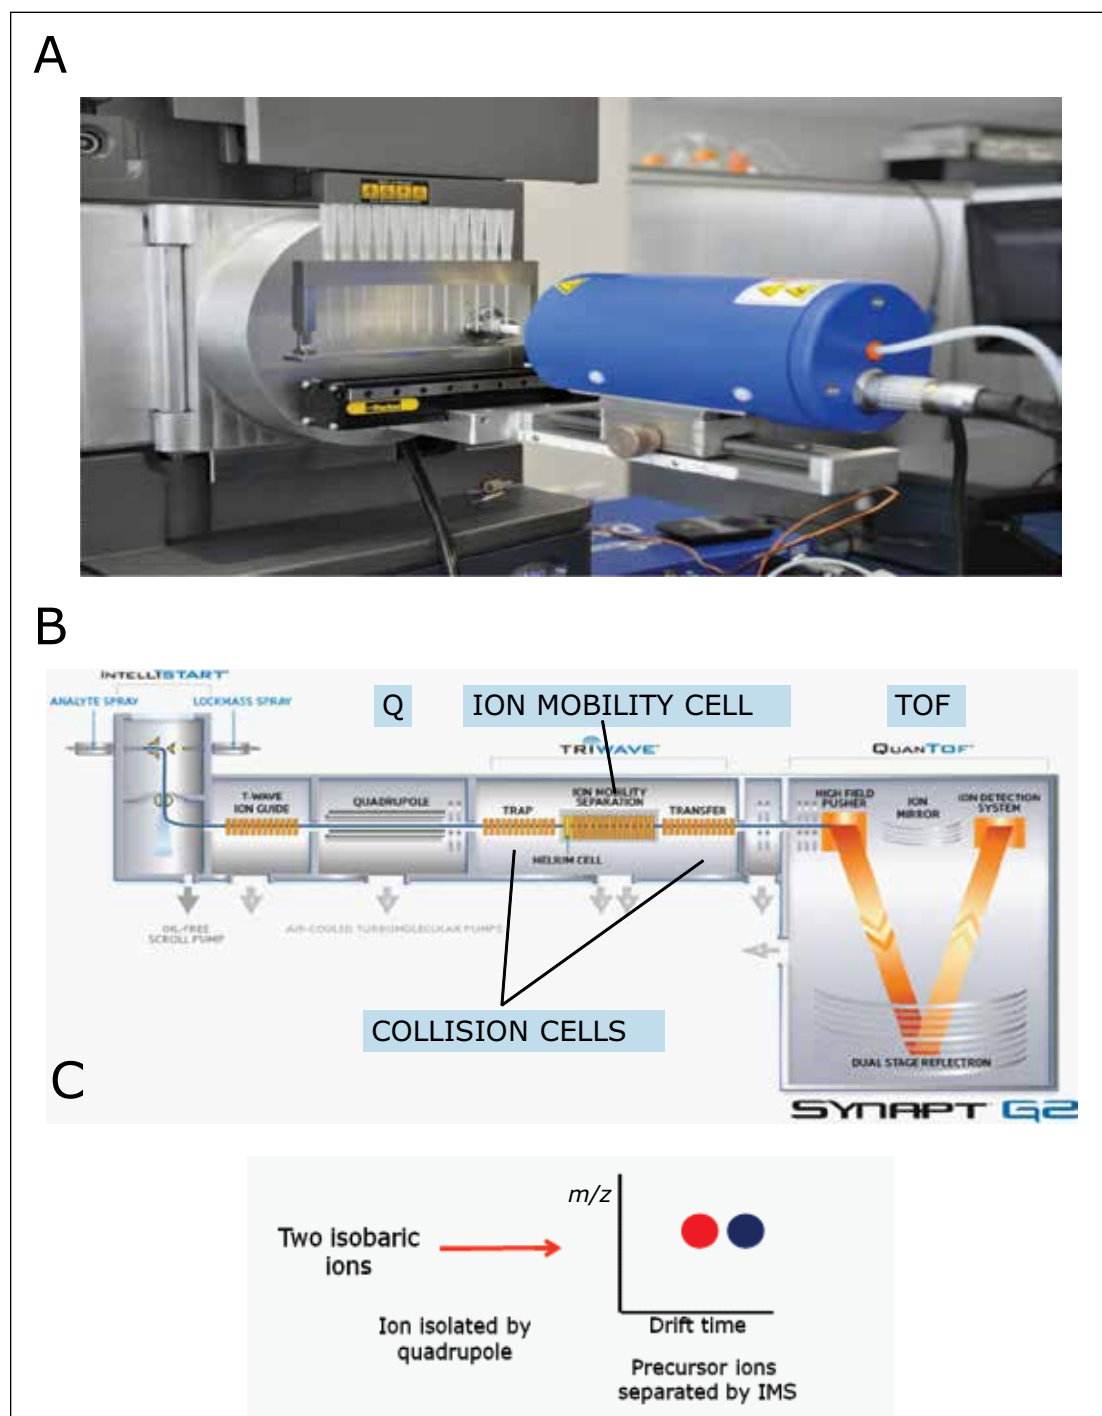 A
B
INTELLISTART
ANALYTE SPRAY
LOCKMASS SPRAY
Q
ION MOBILITY CELL
TOF
TRIWAVE
QUANTOF
T-WAVE
ION GUIDE
QUADRUPOLE
TRAP
ION MOBILITY
SEPARATION
TRANSFER
HELIUM CELL
HIGH FIELD
PUSHER
ION
MIRROR
ION DETECTION
SYSTEM
OIL-FREE
SCROLL PUMP
AIR-COOLED TURBOMOLECULAR PUMPS
COLLISION CELLS
DUAL STAGE REFLECTRON
C
SYNAPT G2
m/z
Two isobaric
ions
Ion isolated by
quadrupole
Drift time
Precursor ions
separated by IMS